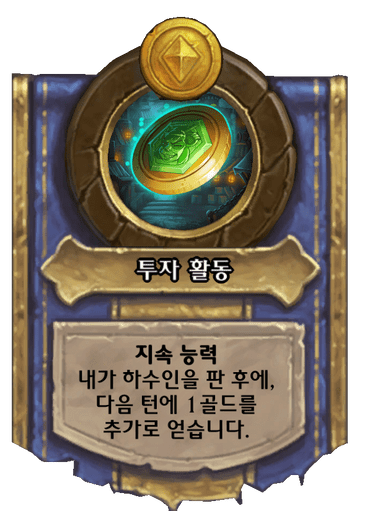 투자 활동
지속 능력
내가 하수인을 판 후에,
다음 턴에 1골드를
추가로 얻습니다.